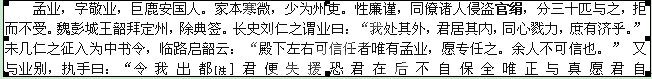 孟业，字敬业，巨鹿安国人。家本寒微，少为州吏。性廉谨，同僚诸人侵盗官绢，分三十匹与之，拒
而不受。魏彭城王韶拜定州，除典签。长史刘仁之谓业曰：“我处其外，君居其内，同心戮力，庶有济乎。”
未几仁之征入为中书令，临路启韶云：“殿下左右可信任者唯有孟业，愿专任之。余人不可信也。”又
与业别，执手曰：“令我出都[注]君便失援恐君在后不自保全唯正与真愿君自